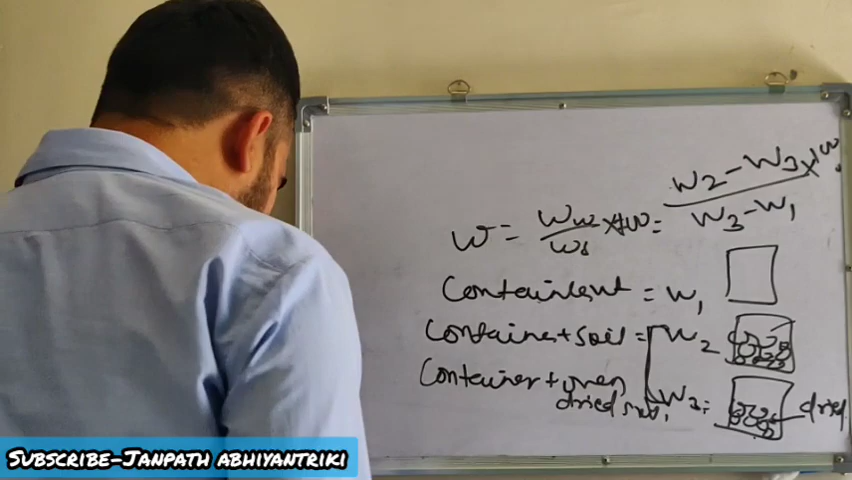 w = Ww/Ws × 100 = W2 – W3 / W3 – W1 × 100
= W1
Container + soil = W2
Container + oven
dried soil, W3 = dried
SUBSCRIBE-JANPATH ABHIYANTRIKI